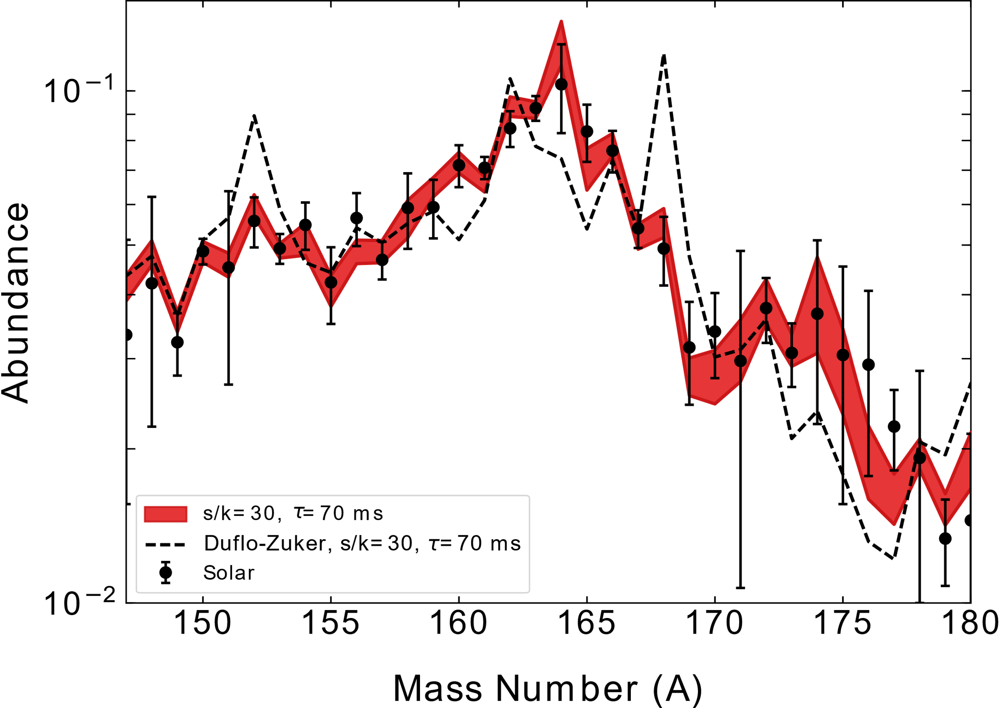 Abundance
10⁻¹
10⁻²
s/k= 30, τ= 70 ms
Duflo-Zuker, s/k= 30, τ= 70 ms
Solar
150 155 160 165 170 175 180
Mass Number (A)